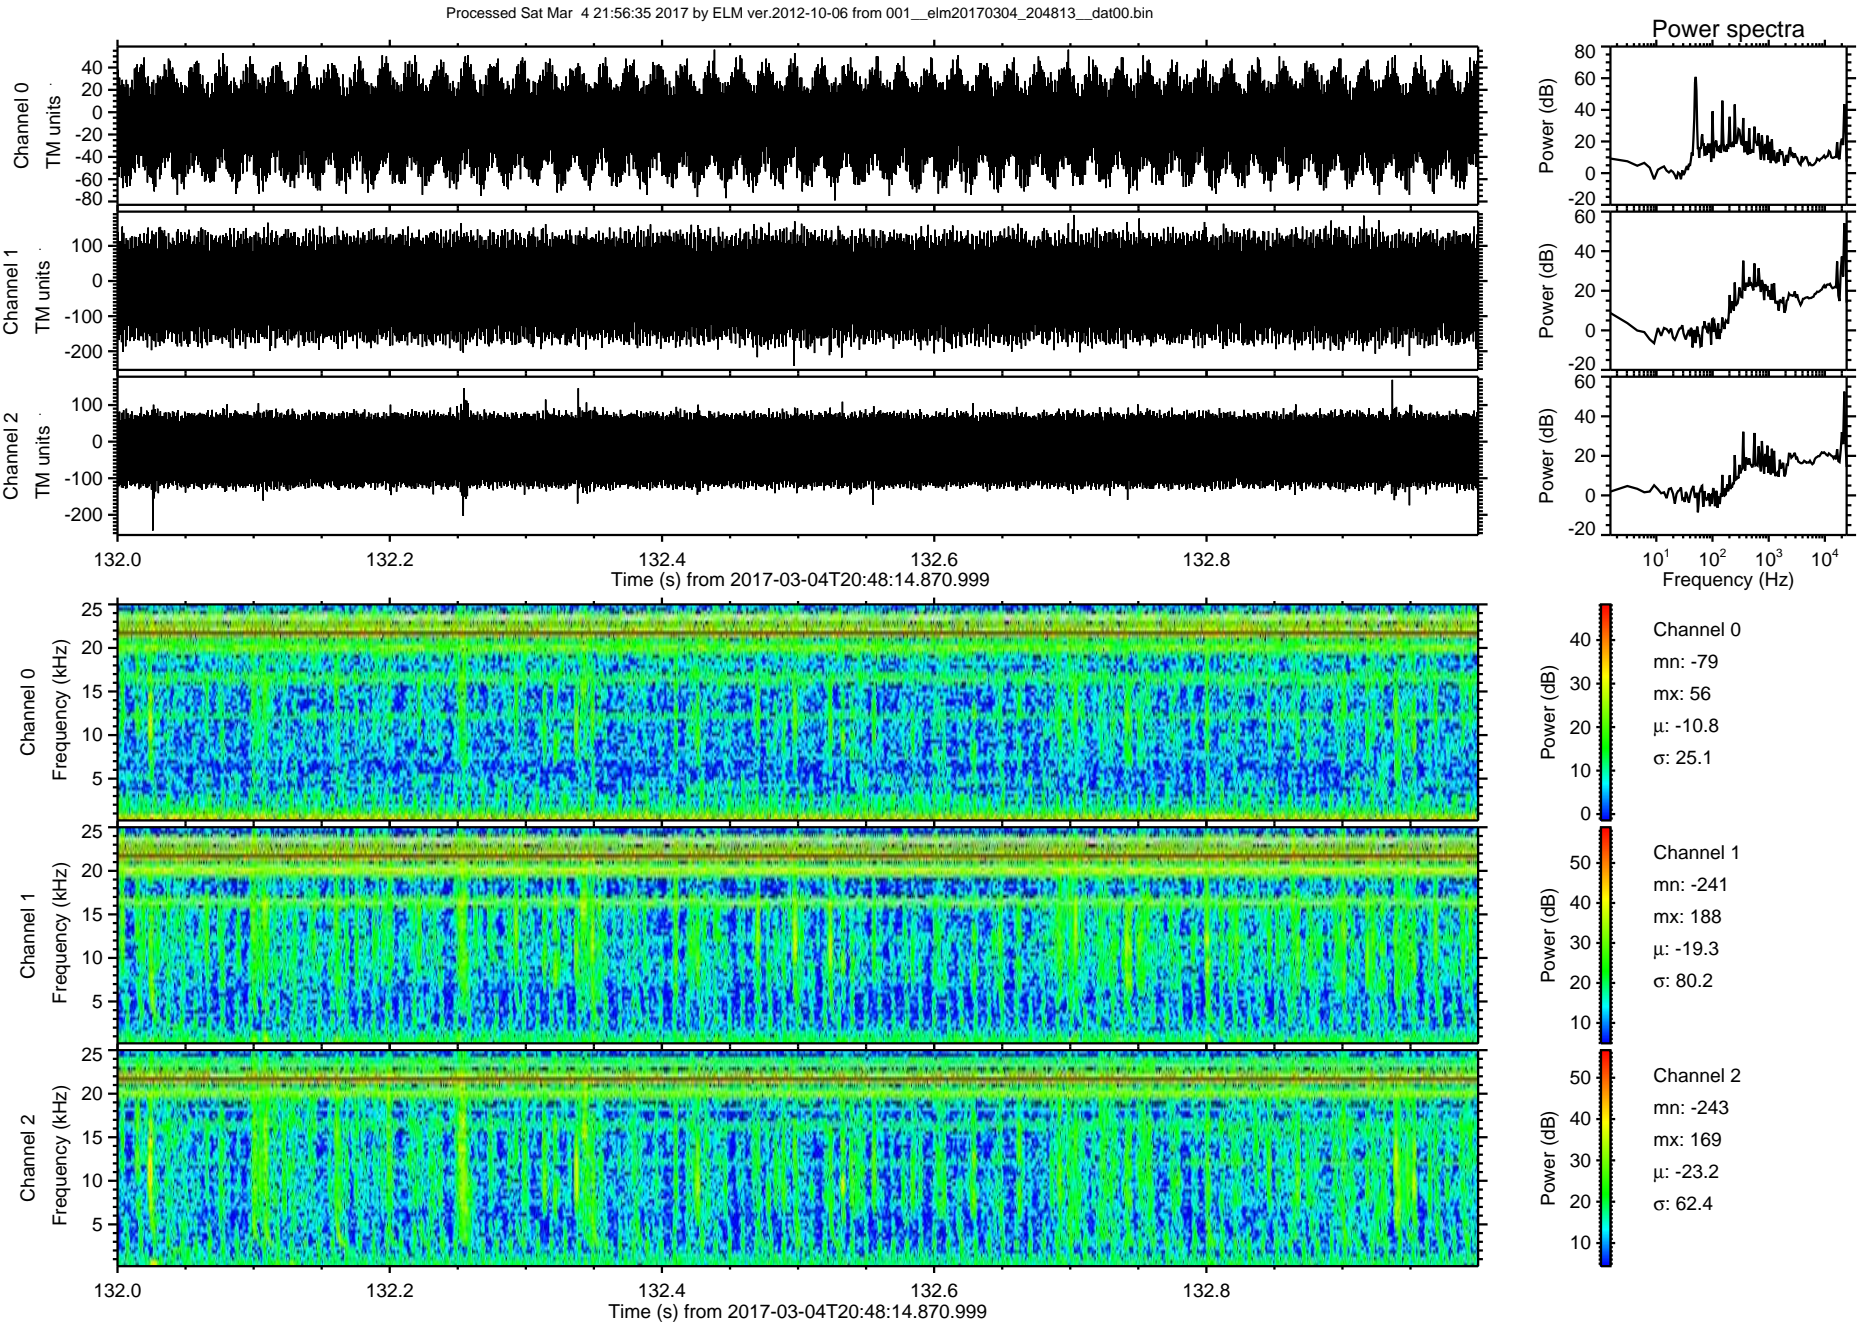 Processed Sat Mar  4 21:56:35 2017 by ELM ver.2012-10-06 from 001__elm20170304_204813__dat00.bin
Power spectra
Channel 0
TM units
40
20
0
-20
-40
-60
-80
Power (dB)
80
60
40
20
0
-20
Channel 1
TM units
100
0
-100
-200
Power (dB)
60
40
20
0
-20
Channel 2
TM units
100
0
-100
-200
Power (dB)
60
40
20
0
-20
132.0 132.2 132.4 132.6 132.8
Time (s) from 2017-03-04T20:48:14.870.999
10¹ 10² 10³ 10⁴
Frequency (Hz)
Channel 0
Frequency (kHz)
25
20
15
10
5
Power (dB)
40
30
20
10
0
Channel 0
mn: -79
mx: 56
μ: -10.8
σ: 25.1
Channel 1
Frequency (kHz)
25
20
15
10
5
Power (dB)
50
40
30
20
10
Channel 1
mn: -241
mx: 188
μ: -19.3
σ: 80.2
Channel 2
Frequency (kHz)
25
20
15
10
5
Power (dB)
50
40
30
20
10
Channel 2
mn: -243
mx: 169
μ: -23.2
σ: 62.4
132.0 132.2 132.4 132.6 132.8
Time (s) from 2017-03-04T20:48:14.870.999